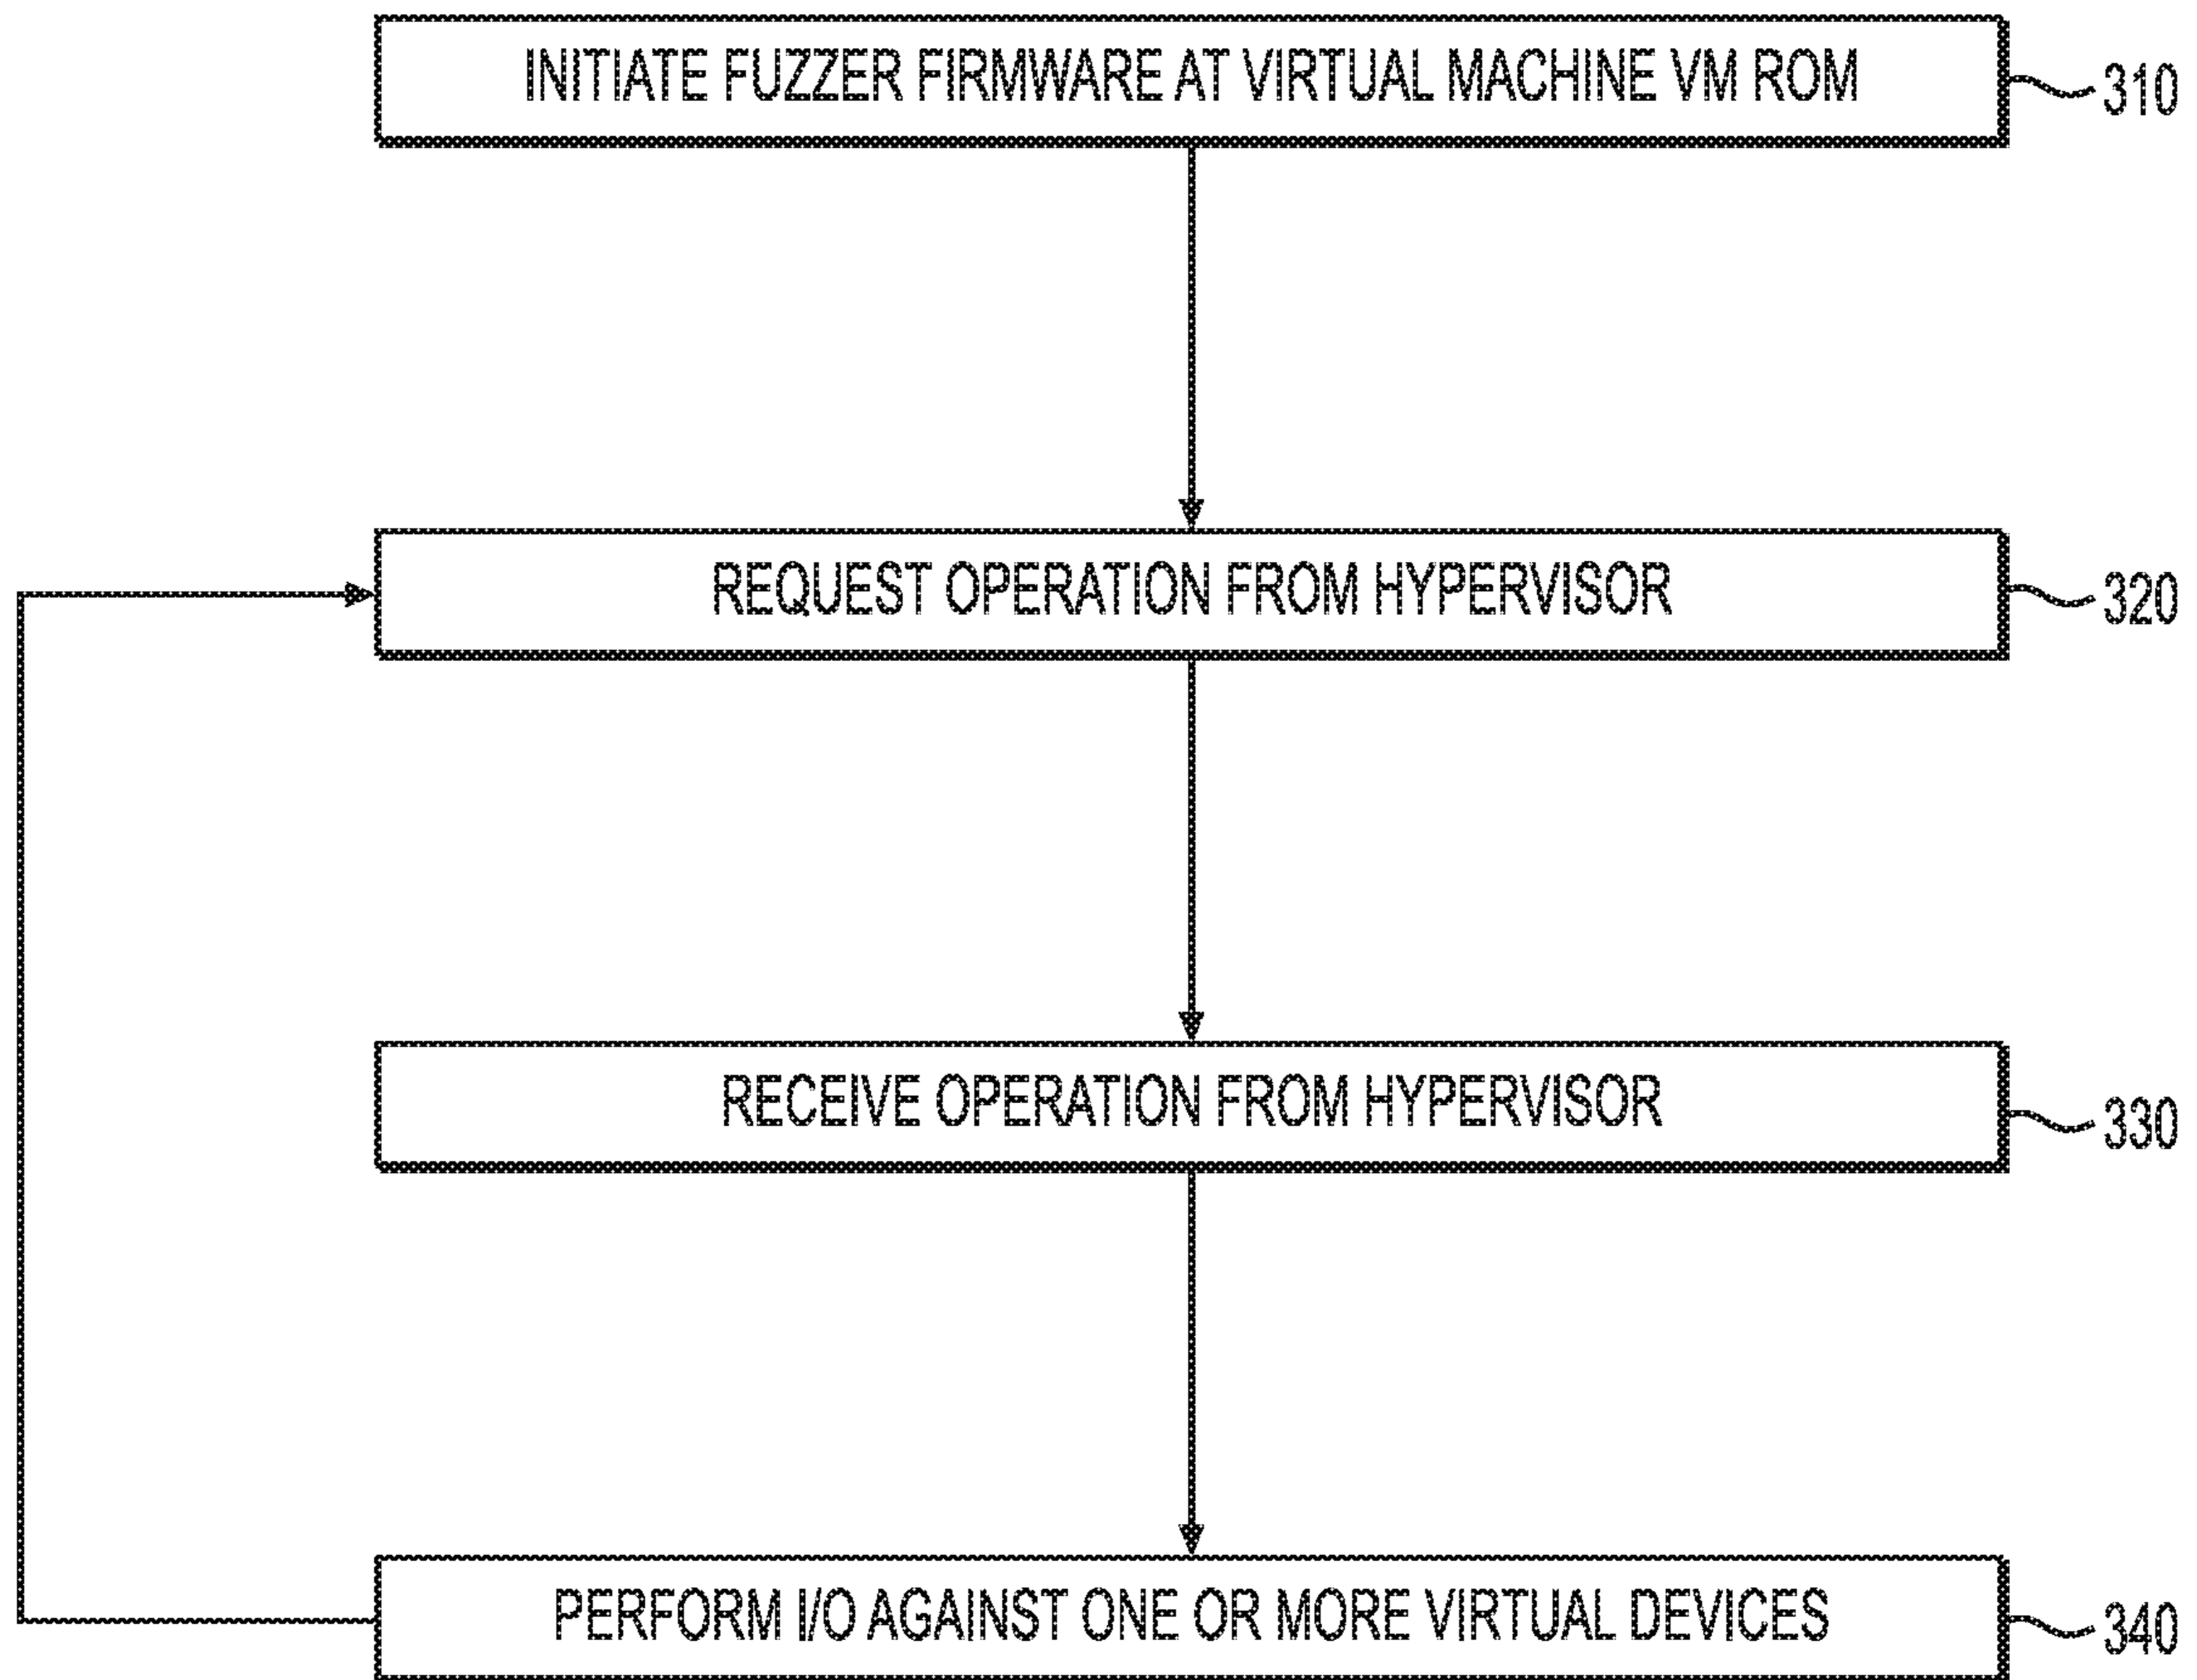 INITIATE FUZZER FIRMWARE AT VIRTUAL MACHINE VM ROM
310
REQUEST OPERATION FROM HYPERVISOR
320
RECEIVE OPERATION FROM HYPERVISOR
330
PERFORM I/O AGAINST ONE OR MORE VIRTUAL DEVICES
340